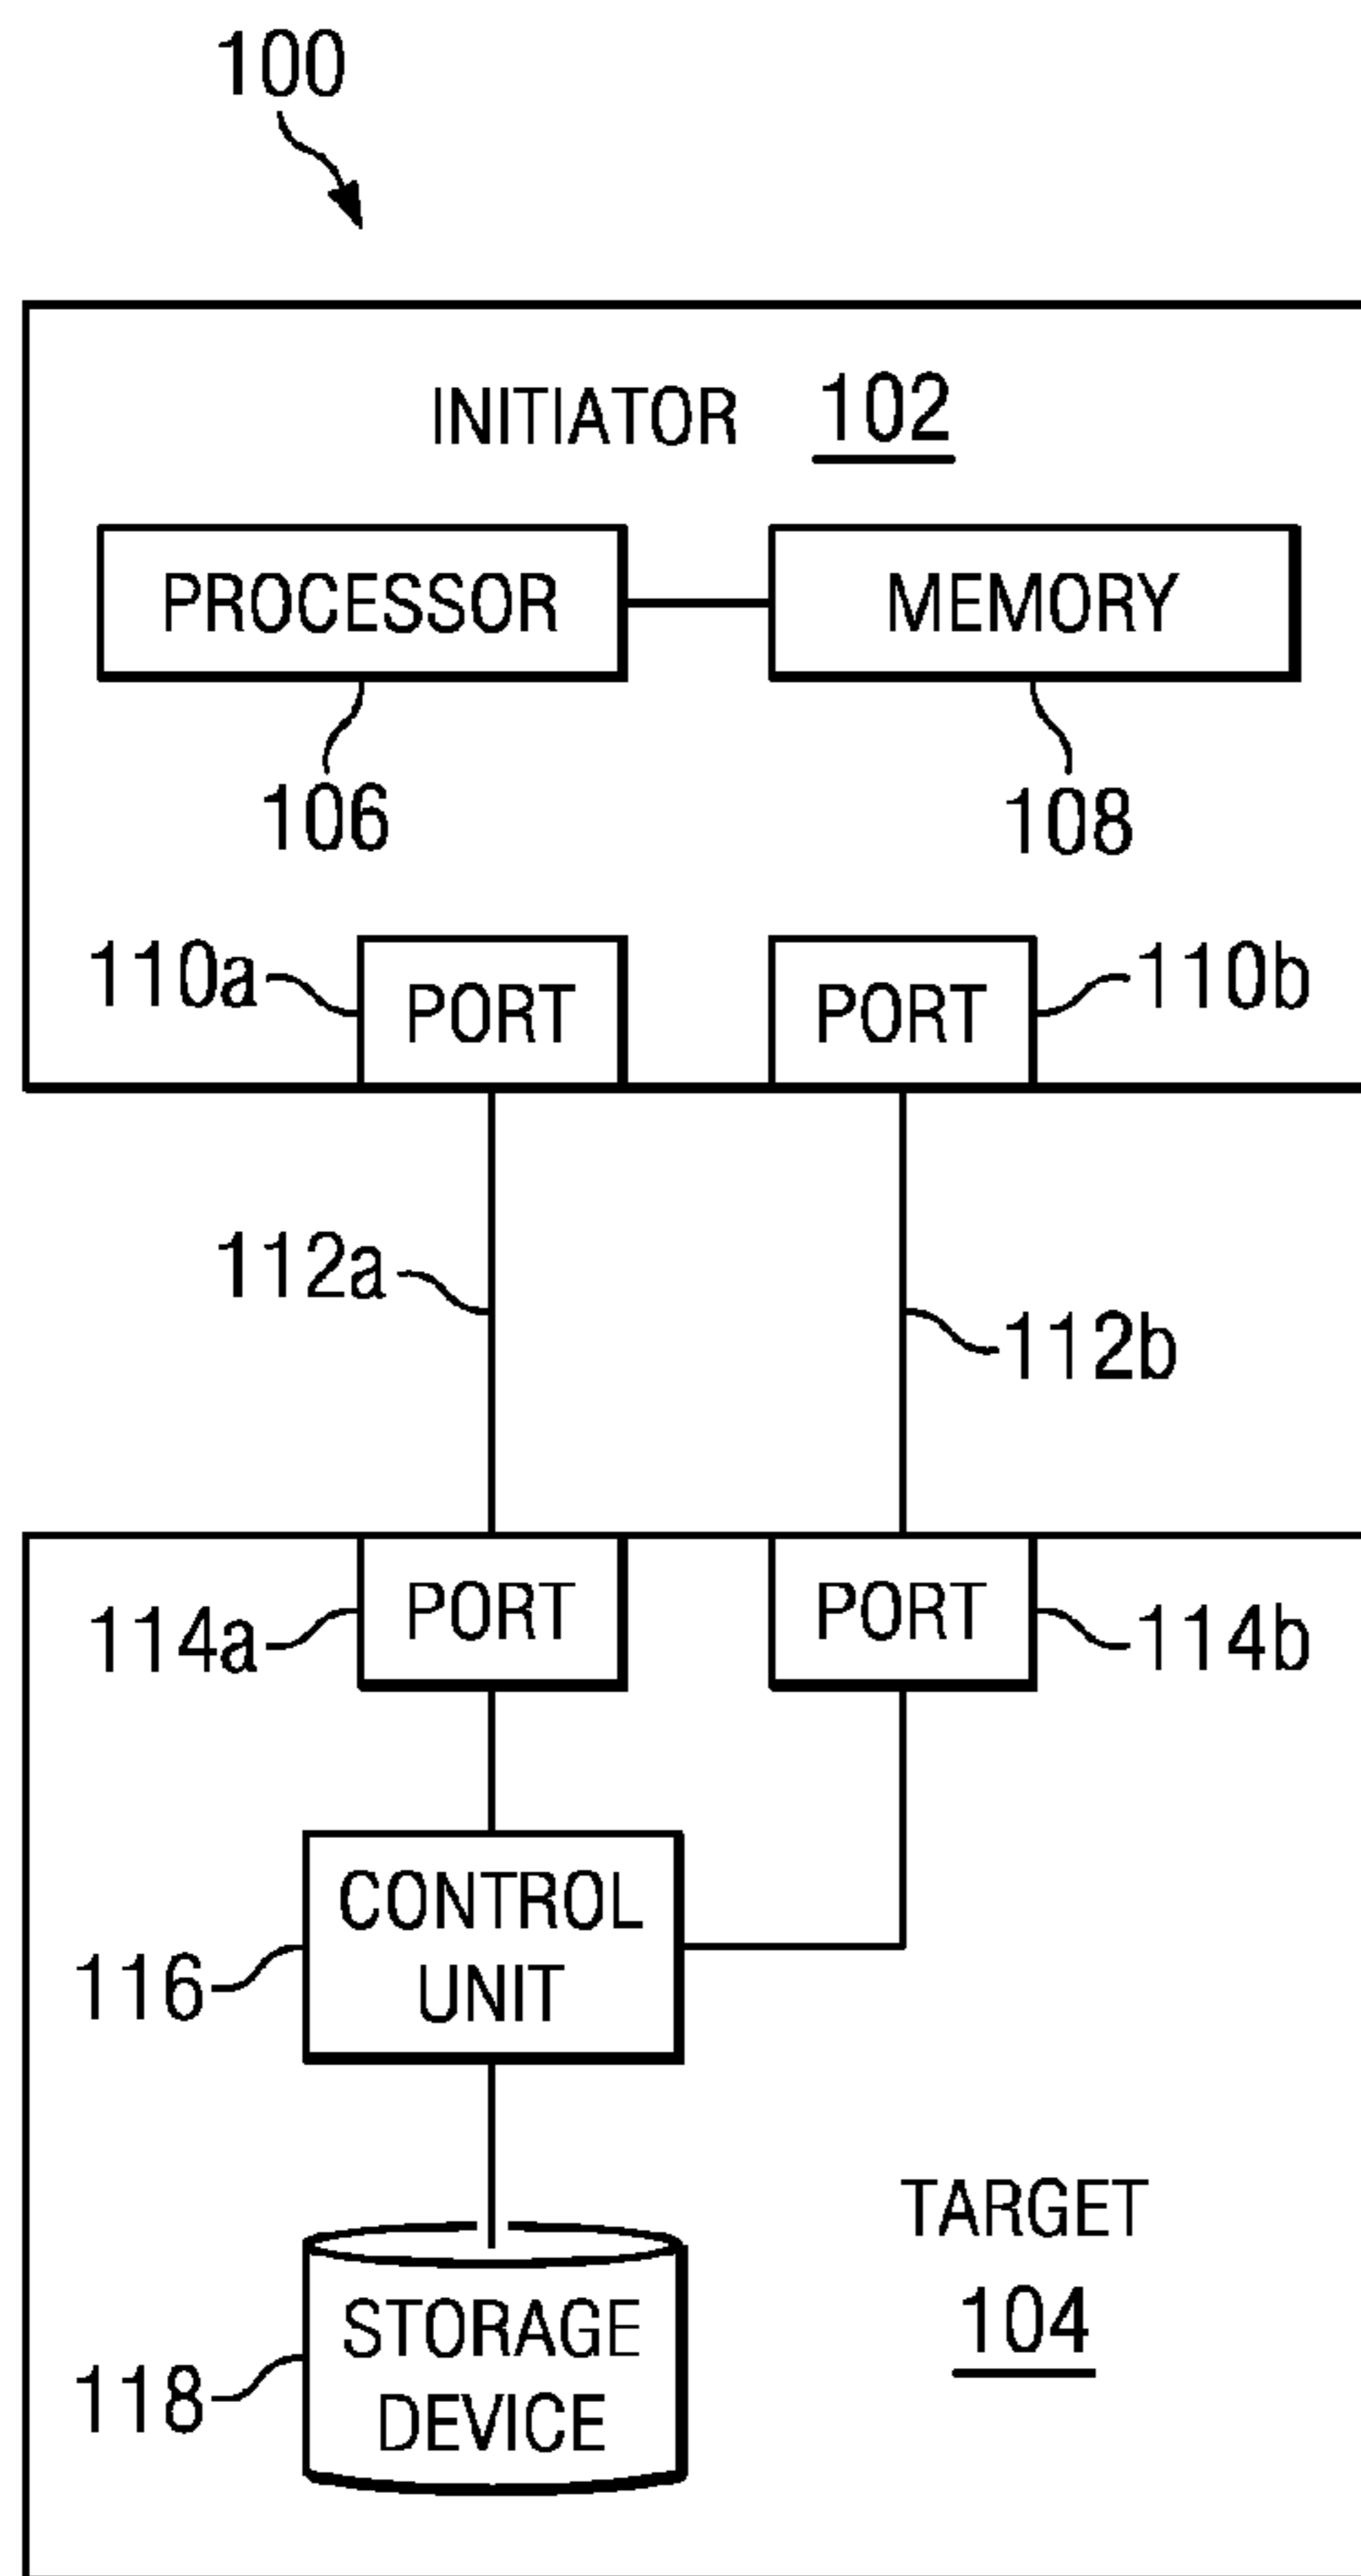 100
INITIATOR 102
PROCESSOR MEMORY
106 108
110a PORT PORT 110b
112a
112b
PORT PORT
114a 114b
CONTROL
UNIT
116
TARGET
104
STORAGE
DEVICE
118